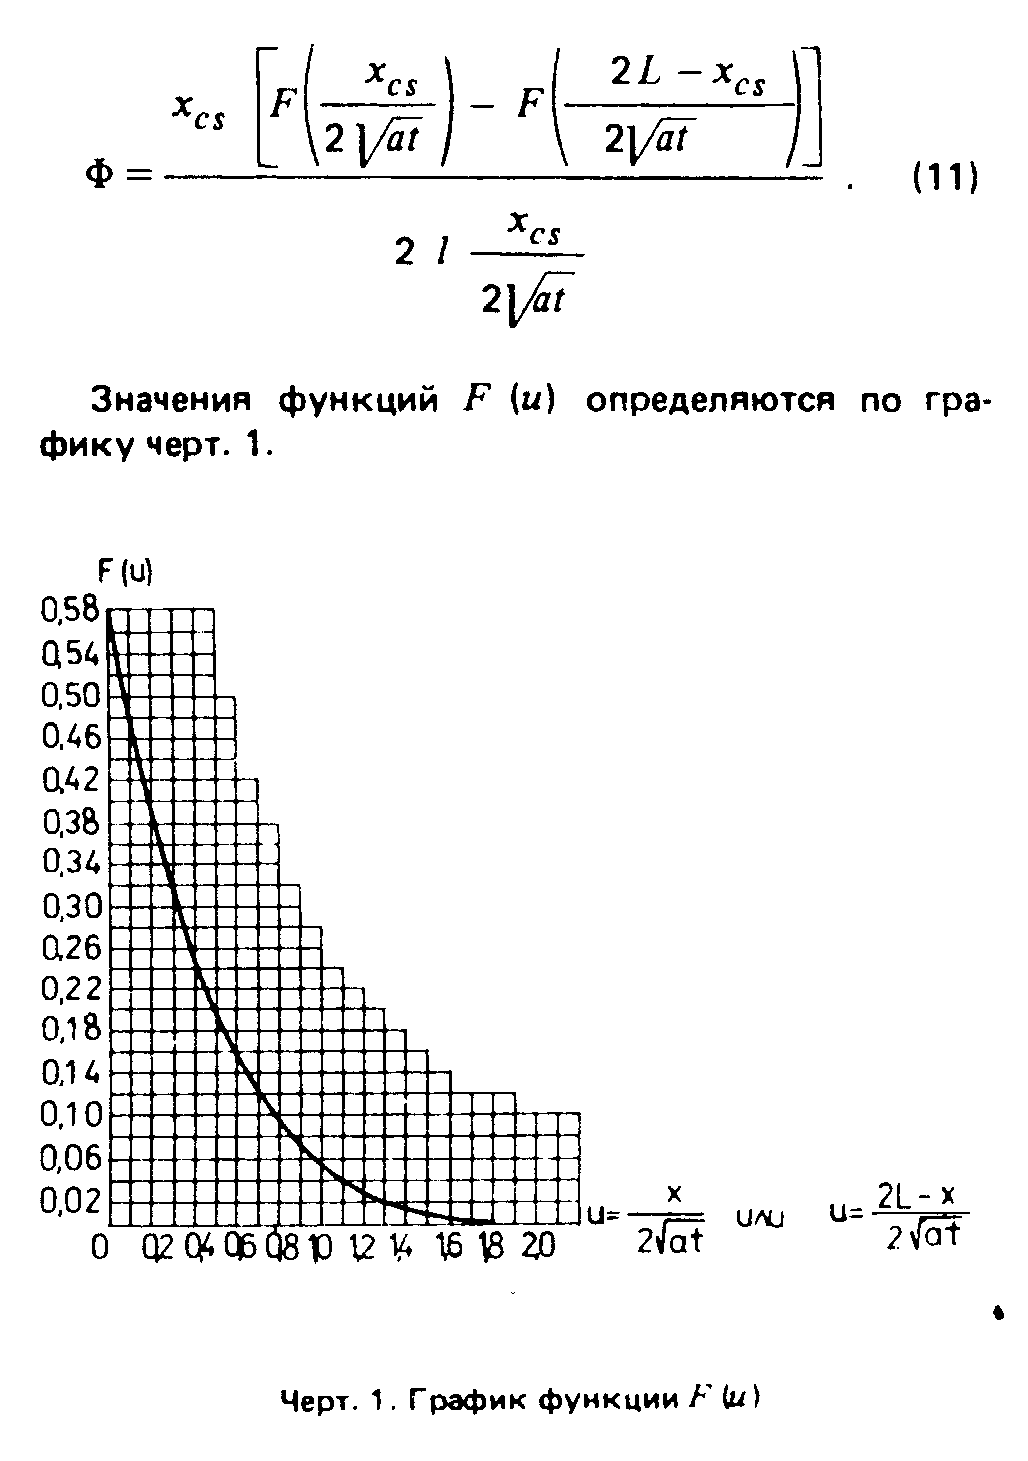 Φ = x_cs [F(x_cs / 2√at) − F(2L − x_cs / 2√at)] / 2 l x_cs / 2√at . (11)
Значения функций F (u) определяются по гра-
фику черт. 1.
F (u)
0,58
0,54
0,50
0,46
0,42
0,38
0,34
0,30
0,26
0,22
0,18
0,14
0,10
0,06
0,02
0 0,2 0,4 0,6 0,8 1,0 1,2 1,4 1,6 1,8 2,0
u= x / 2√at или u= 2L - x / 2√at
Черт. 1. График функции F (u)